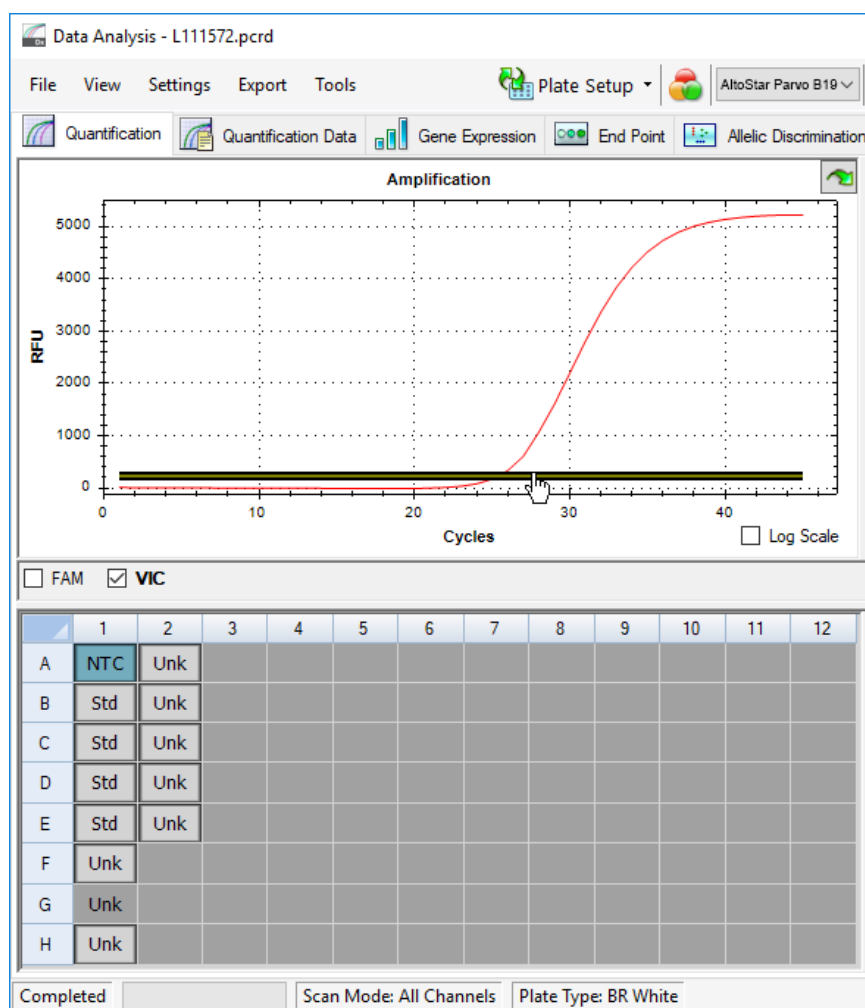 Data Analysis - L111572.pcrd
File View Settings Export Tools Plate Setup AltoStar Parvo B19
Quantification Quantification Data Gene Expression End Point Allelic Discrimination
Amplification
5000
4000
3000
2000
1000
0
RFU
0 10 20 30 40
Cycles
Log Scale
FAM VIC
1 2 3 4 5 6 7 8 9 10 11 12
A NTC Unk
B Std Unk
C Std Unk
D Std Unk
E Std Unk
F Unk
G Unk
H Unk
Completed Scan Mode: All Channels Plate Type: BR White